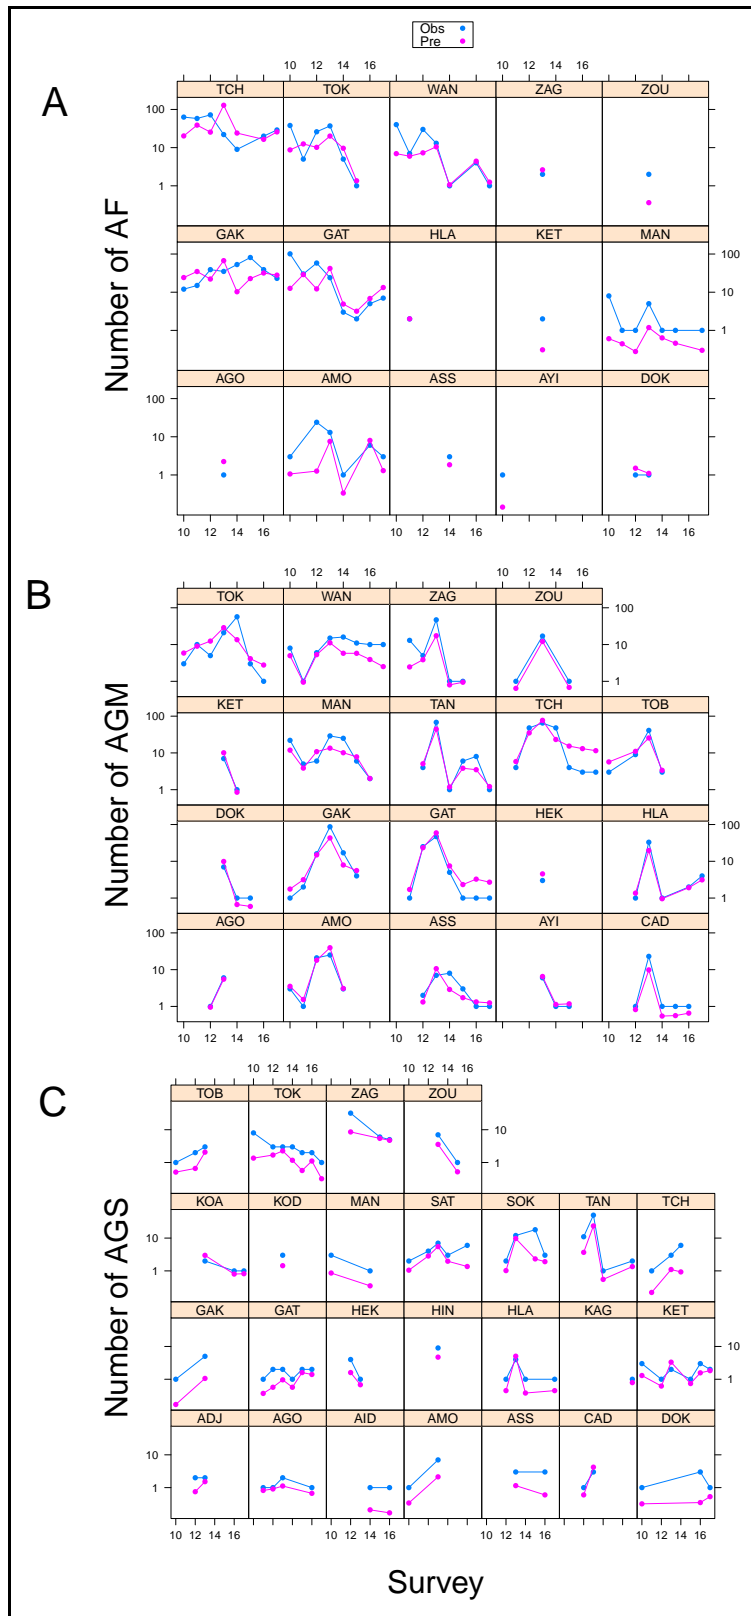 Obs
Pre
A
10 12 14 16
10 12 14 16
TCH TOK WAN ZAG ZOU
100
10
1
100
10
1
GAK GAT HLA KET MAN
100
10
1
AGO AMO ASS AYI DOK
100
10
1
10 12 14 16
10 12 14 16
10 12 14 16
Number of AF
B
10 12 14 16
10 12 14 16
TOK WAN ZAG ZOU
100
10
1
KET MAN TAN TCH TOB
100
10
1
DOK GAK GAT HEK HLA
100
10
1
AGO AMO ASS AYI CAD
100
10
1
10 12 14 16
10 12 14 16
10 12 14 16
Number of AGM
C
10 12 14 16
10 12 14 16
TOB TOK ZAG ZOU
10
1
KOA KOD MAN SAT SOK TAN TCH
10
1
GAK GAT HEK HIN HLA KAG KET
10
1
ADJ AGO AID AMO ASS CAD DOK
10
1
10 12 14 16
10 12 14 16
10 12 14 16
10 12 14 16
Number of AGS
Survey